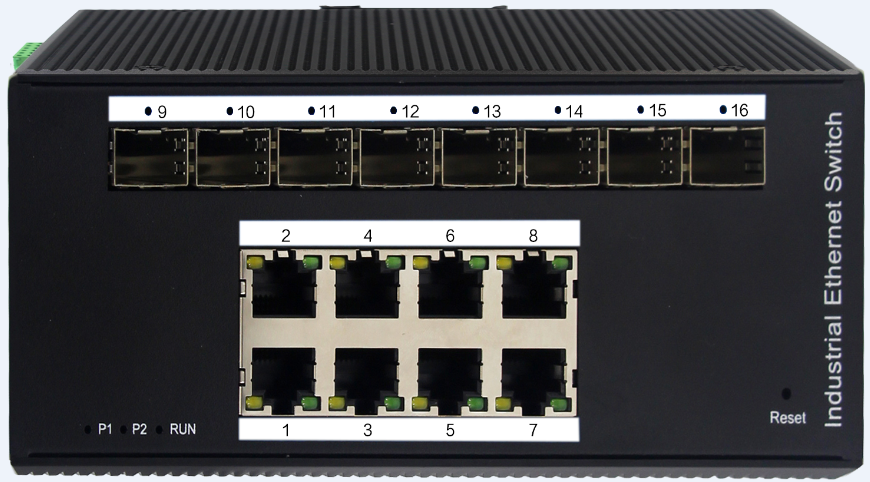 9 10 11 12 13 14 15 16
2 4 6 8
1 3 5 7
P1 P2 RUN
Reset
Industrial Ethernet Switch